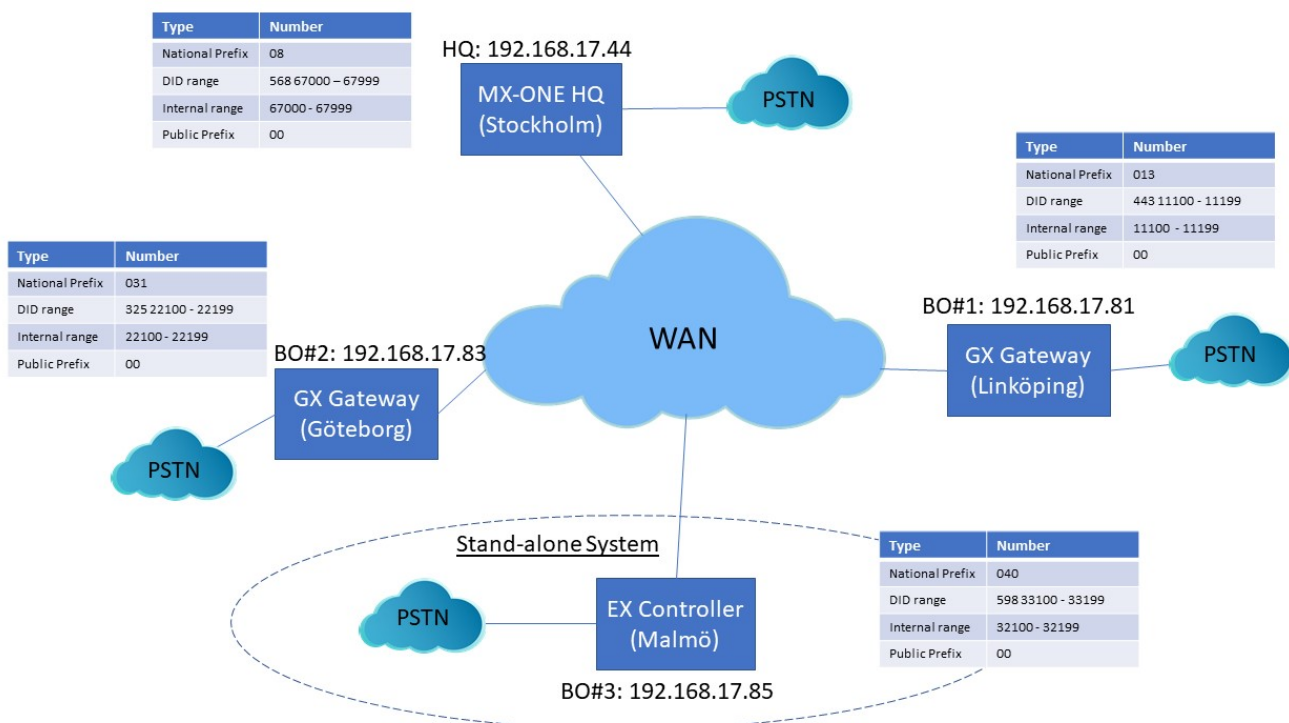 Type Number
National Prefix 08
DID range 568 67000 – 67999
Internal range 67000 - 67999
Public Prefix 00
HQ: 192.168.17.44
MX-ONE HQ
(Stockholm)
PSTN
Type Number
National Prefix 013
DID range 443 11100 - 11199
Internal range 11100 - 11199
Public Prefix 00
Type Number
National Prefix 031
DID range 325 22100 - 22199
Internal range 22100 - 22199
Public Prefix 00
WAN
BO#1: 192.168.17.81
GX Gateway
(Linköping)
PSTN
BO#2: 192.168.17.83
GX Gateway
(Göteborg)
PSTN
Stand-alone System
PSTN
EX Controller
(Malmö)
BO#3: 192.168.17.85
Type Number
National Prefix 040
DID range 598 33100 - 33199
Internal range 32100 - 32199
Public Prefix 00